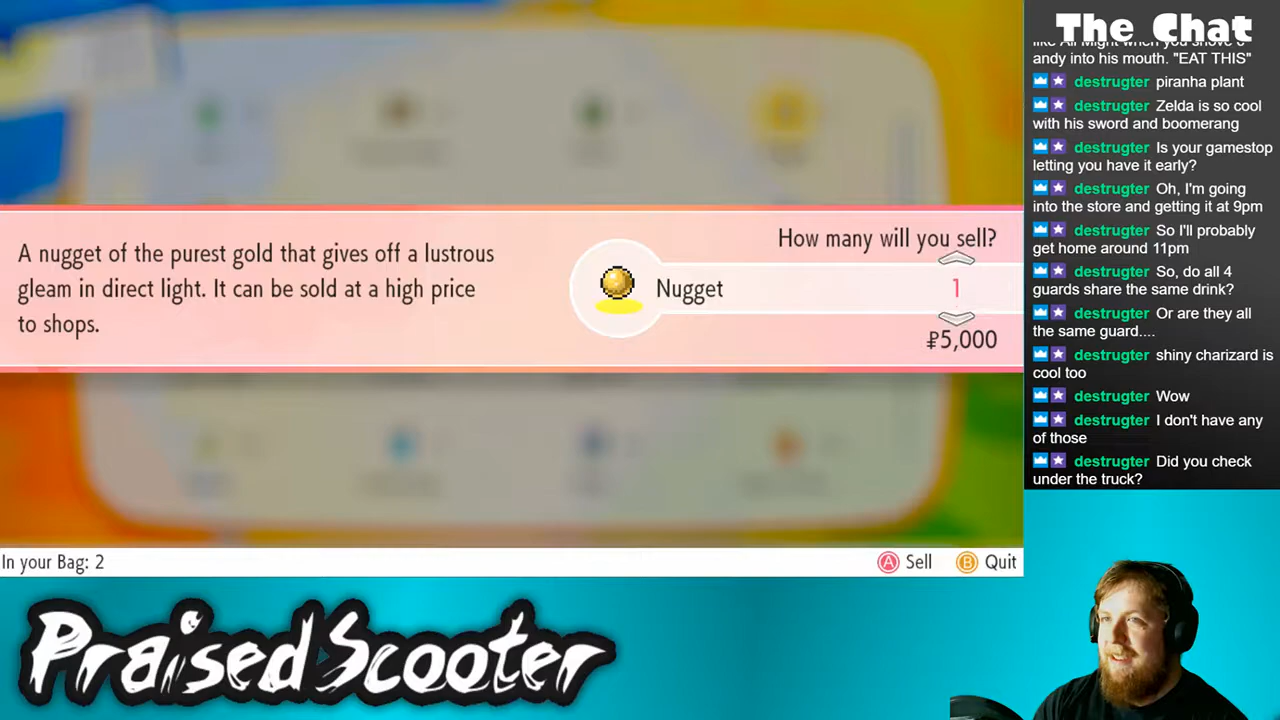 A nugget of the purest gold that gives off a lustrous
gleam in direct light. It can be sold at a high price
to shops.
How many will you sell?
Nugget
1
₽5,000
In your Bag: 2
A Sell
B Quit
PraisedScooter
The Chat
like All Might when you shove
andy into his mouth. "EAT THIS"
destrugter piranha plant
destrugter Zelda is so cool
with his sword and boomerang
destrugter Is your gamestop
letting you have it early?
destrugter Oh, I'm going
into the store and getting it at 9pm
destrugter So I'll probably
get home around 11pm
destrugter So, do all 4
guards share the same drink?
destrugter Or are they all
the same guard....
destrugter shiny charizard is
cool too
destrugter Wow
destrugter I don't have any
of those
destrugter Did you check
under the truck?